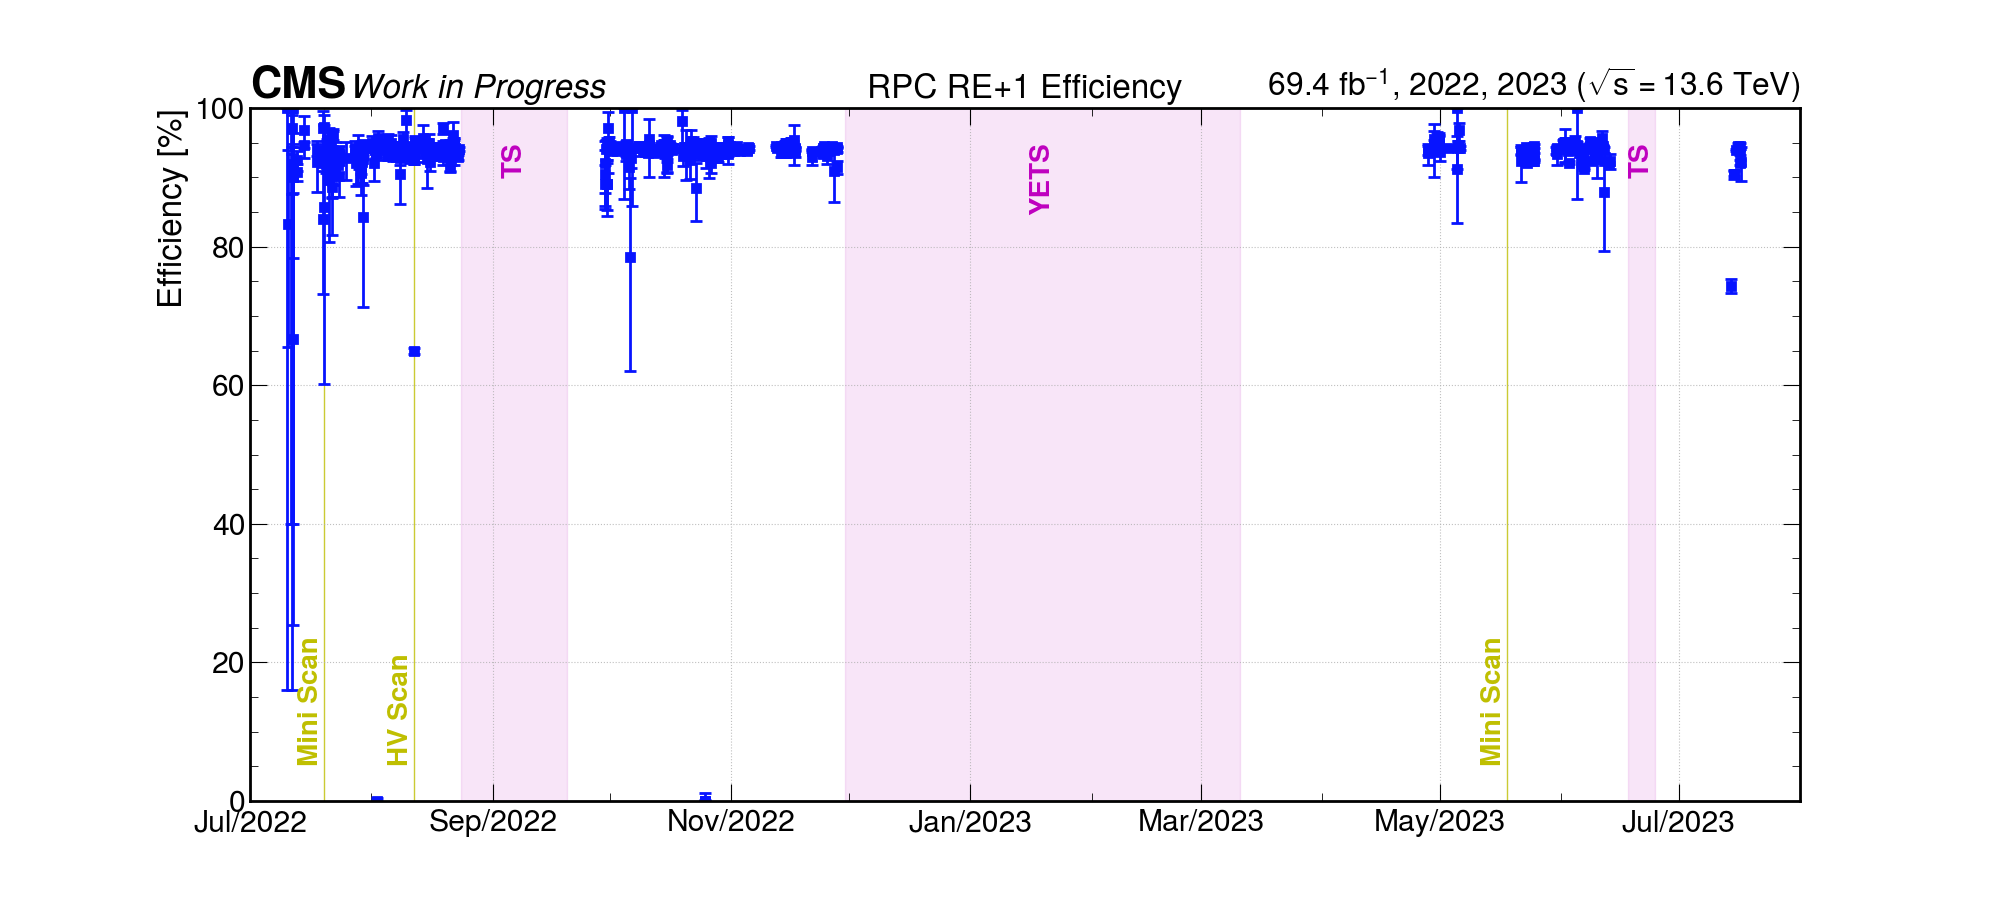 CMS Work in Progress RPC RE+1 Efficiency 69.4 fb⁻¹, 2022, 2023 (√s = 13.6 TeV)
Efficiency [%]
100
80
60
40
20
0
TS
YETS
TS
Mini Scan
HV Scan
Mini Scan
Jul/2022 Sep/2022 Nov/2022 Jan/2023 Mar/2023 May/2023 Jul/2023